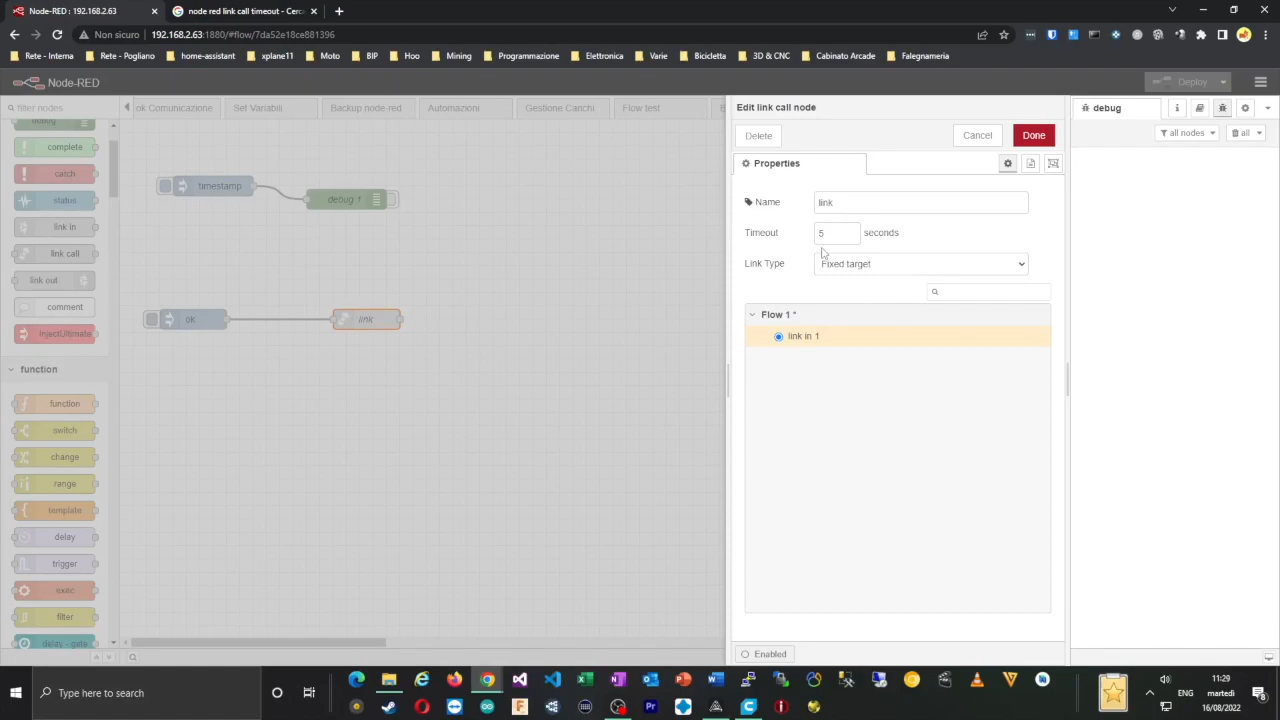 Node-RED : 192.168.2.63
node red link call timeout - Cerc
Non sicuro
192.168.2.63:1880/#flow/7da52e18ce881396
Rete - Interna
Rete - Pogliano
home-assistant
xplane11
Moto
BIP
Hoo
Mining
Programmazione
Elettronica
Varie
Bicicletta
3D & CNC
Cabinato Arcade
Falegnameria
Node-RED
Deploy
filter nodes
ok Comunicazione
Set Variabili
Backup node-red
Automazioni
Gestione Carichi
Flow test
Edit link call node
debug
debug
complete
catch
status
link in
link call
link out
comment
injectUltimate
function
function
switch
change
range
template
delay
trigger
exec
filter
delay - gate
timestamp
debug 1
ok
link
Delete
Cancel
Done
Properties
Name
link
Timeout
5
seconds
Link Type
Fixed target
Flow 1 *
link in 1
Enabled
all nodes
all
Type here to search
ENG
11:29
martedì
16/08/2022
8